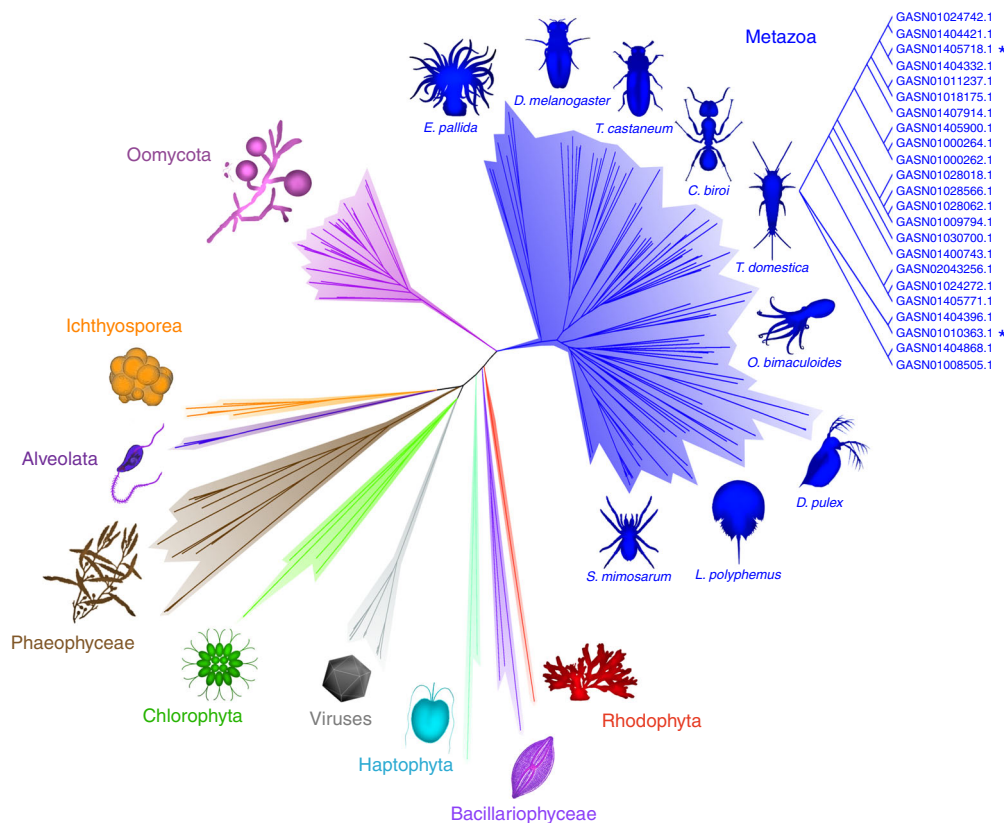 Metazoa
GASN01024742.1
GASN01404421.1
GASN01405718.1 *
GASN01404332.1
GASN01011237.1
GASN01018175.1
GASN01407914.1
GASN01405900.1
GASN01000264.1
GASN01000262.1
GASN01028018.1
GASN01028566.1
GASN01028062.1
GASN01009794.1
GASN01030700.1
GASN01400743.1
GASN02043256.1
GASN01024272.1
GASN01405771.1
GASN01404396.1
GASN01010363.1 *
GASN01404868.1
GASN01008505.1
E. pallida
D. melanogaster
T. castaneum
C. biroi
T. domestica
O. bimaculoides
D. pulex
L. polyphemus
S. mimosarum
Oomycota
Ichthyosporea
Alveolata
Phaeophyceae
Chlorophyta
Viruses
Haptophyta
Bacillariophyceae
Rhodophyta